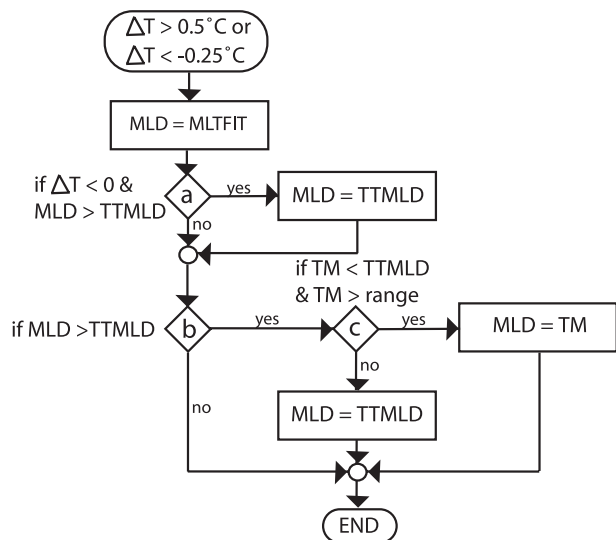 ΔT > 0.5˚C or
ΔT < -0.25˚C
MLD = MLTFIT
if ΔT < 0 &
MLD > TTMLD
a
yes
no
MLD = TTMLD
if TM < TTMLD
& TM > range
if MLD >TTMLD
b
yes
no
c
yes
no
MLD = TM
MLD = TTMLD
END